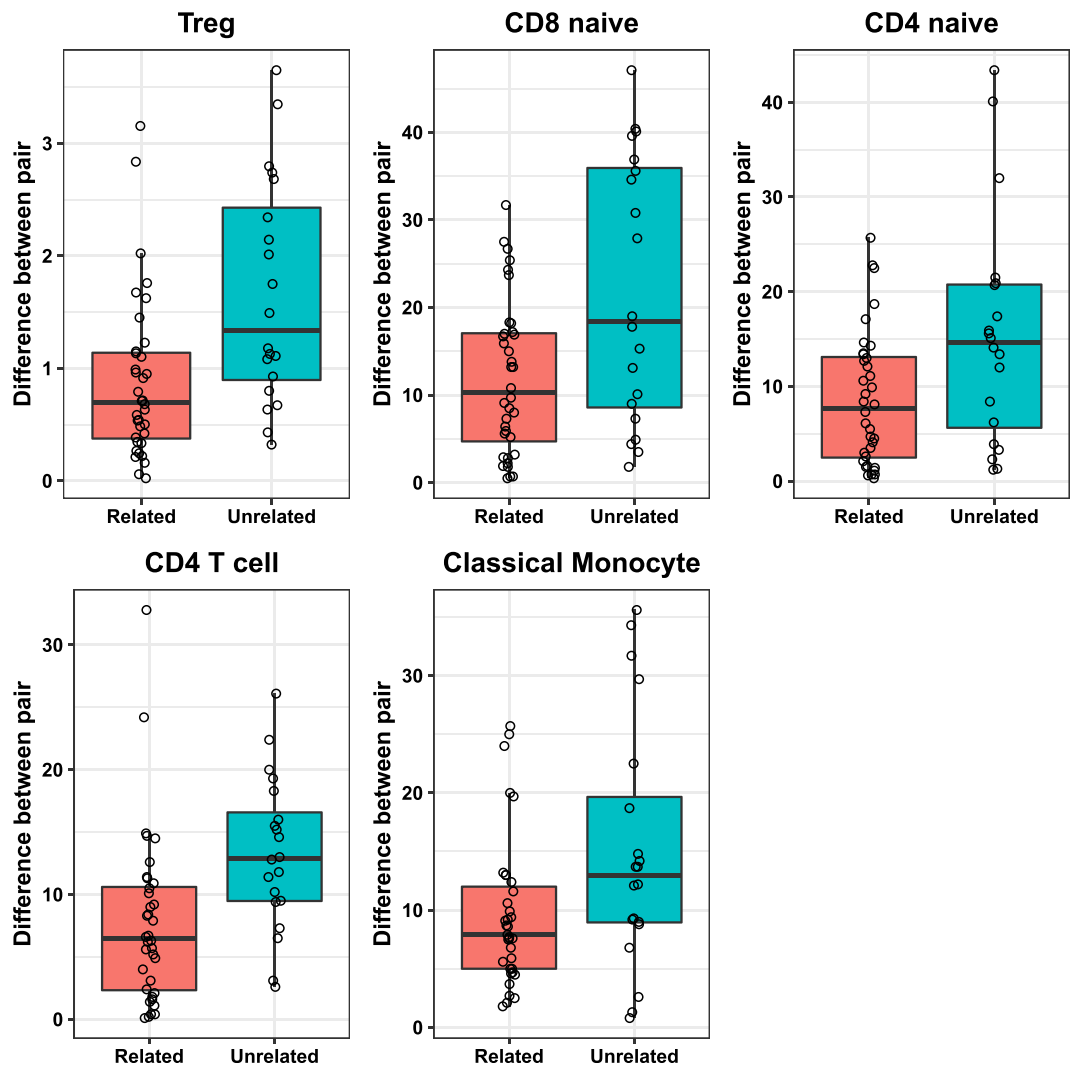 Treg
Difference between pair
3
2
1
0
Related Unrelated
CD8 naive
Difference between pair
40
30
20
10
0
Related Unrelated
CD4 naive
Difference between pair
40
30
20
10
0
Related Unrelated
CD4 T cell
Difference between pair
30
20
10
0
Related Unrelated
Classical Monocyte
Difference between pair
30
20
10
0
Related Unrelated